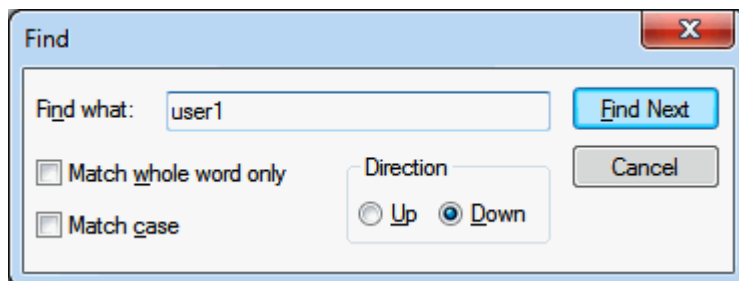 Find
Find what: user1 Find Next
Match whole word only Direction Cancel
Match case Up Down